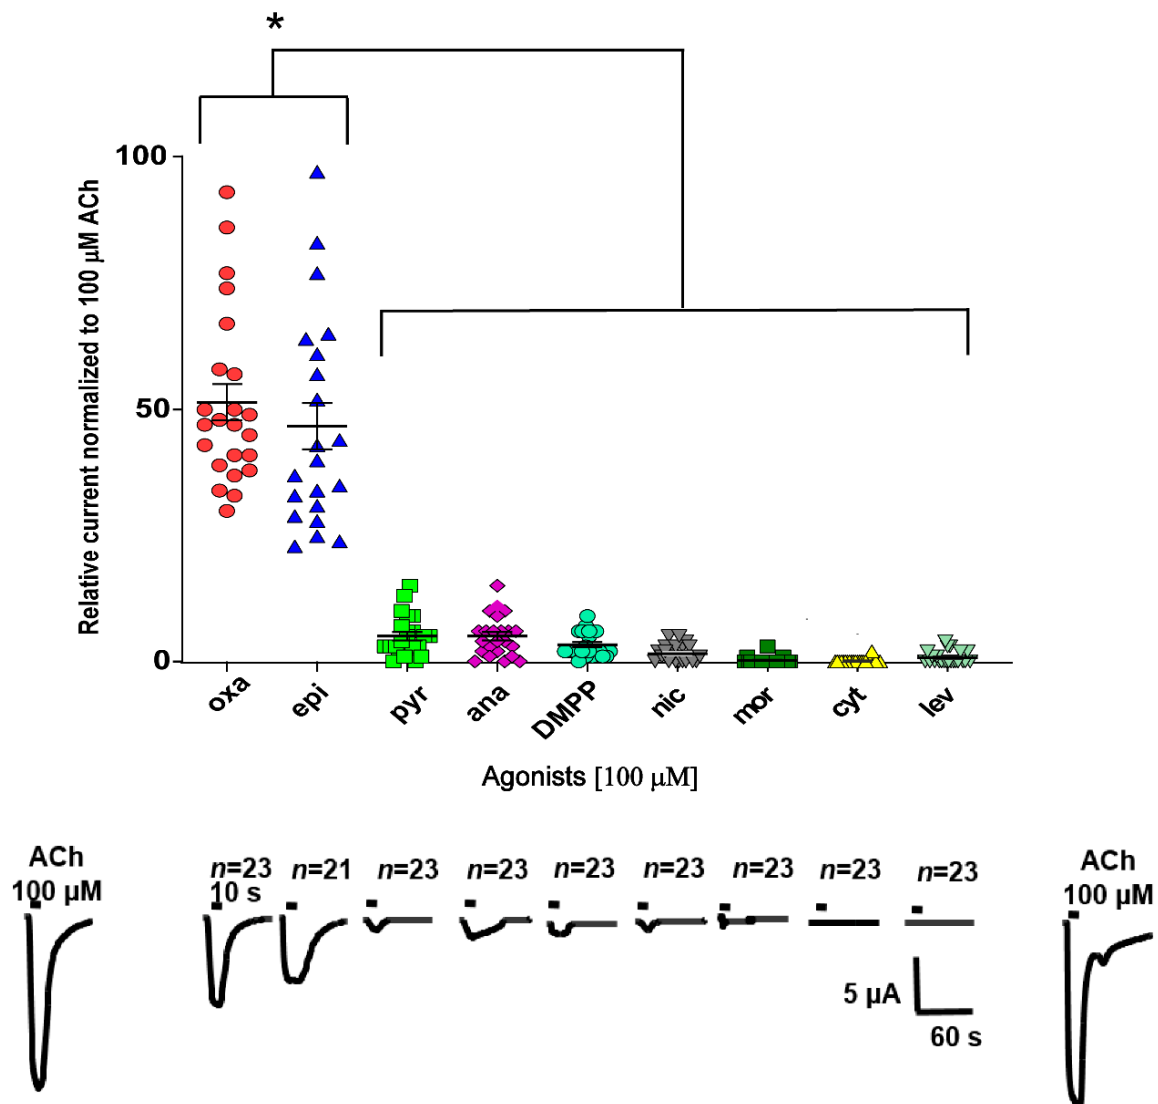 *
100
50
0
Relative current normalized to 100 µM ACh
oxa
epi
pyr
ana
DMPP
nic
mor
cyt
lev
Agonists [100 µM]
ACh
100 µM
n=23
10 s
n=21
n=23
n=23
n=23
n=23
n=23
n=23
n=23
ACh
100 µM
5 µA
60 s